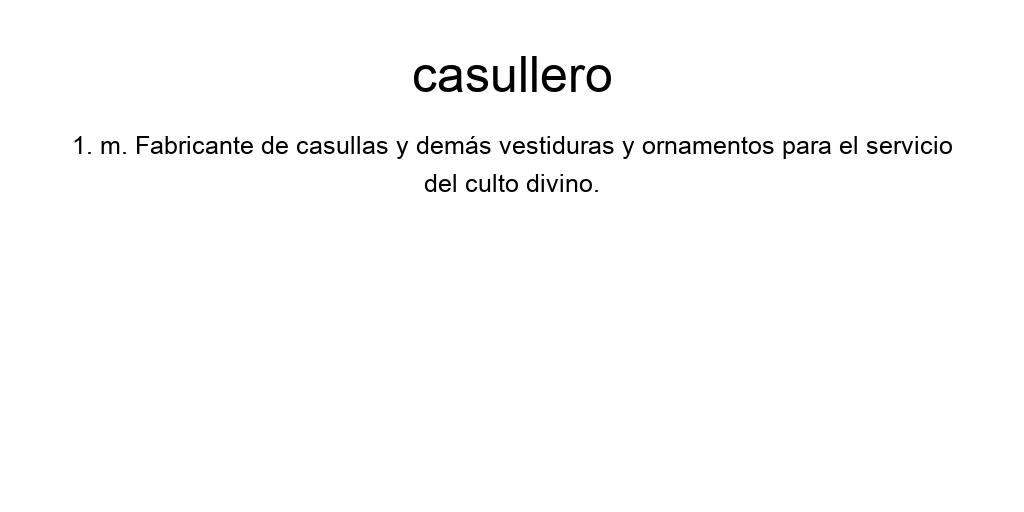 casullero
1. m. Fabricante de casullas y demás vestiduras y ornamentos para el servicio
del culto divino.